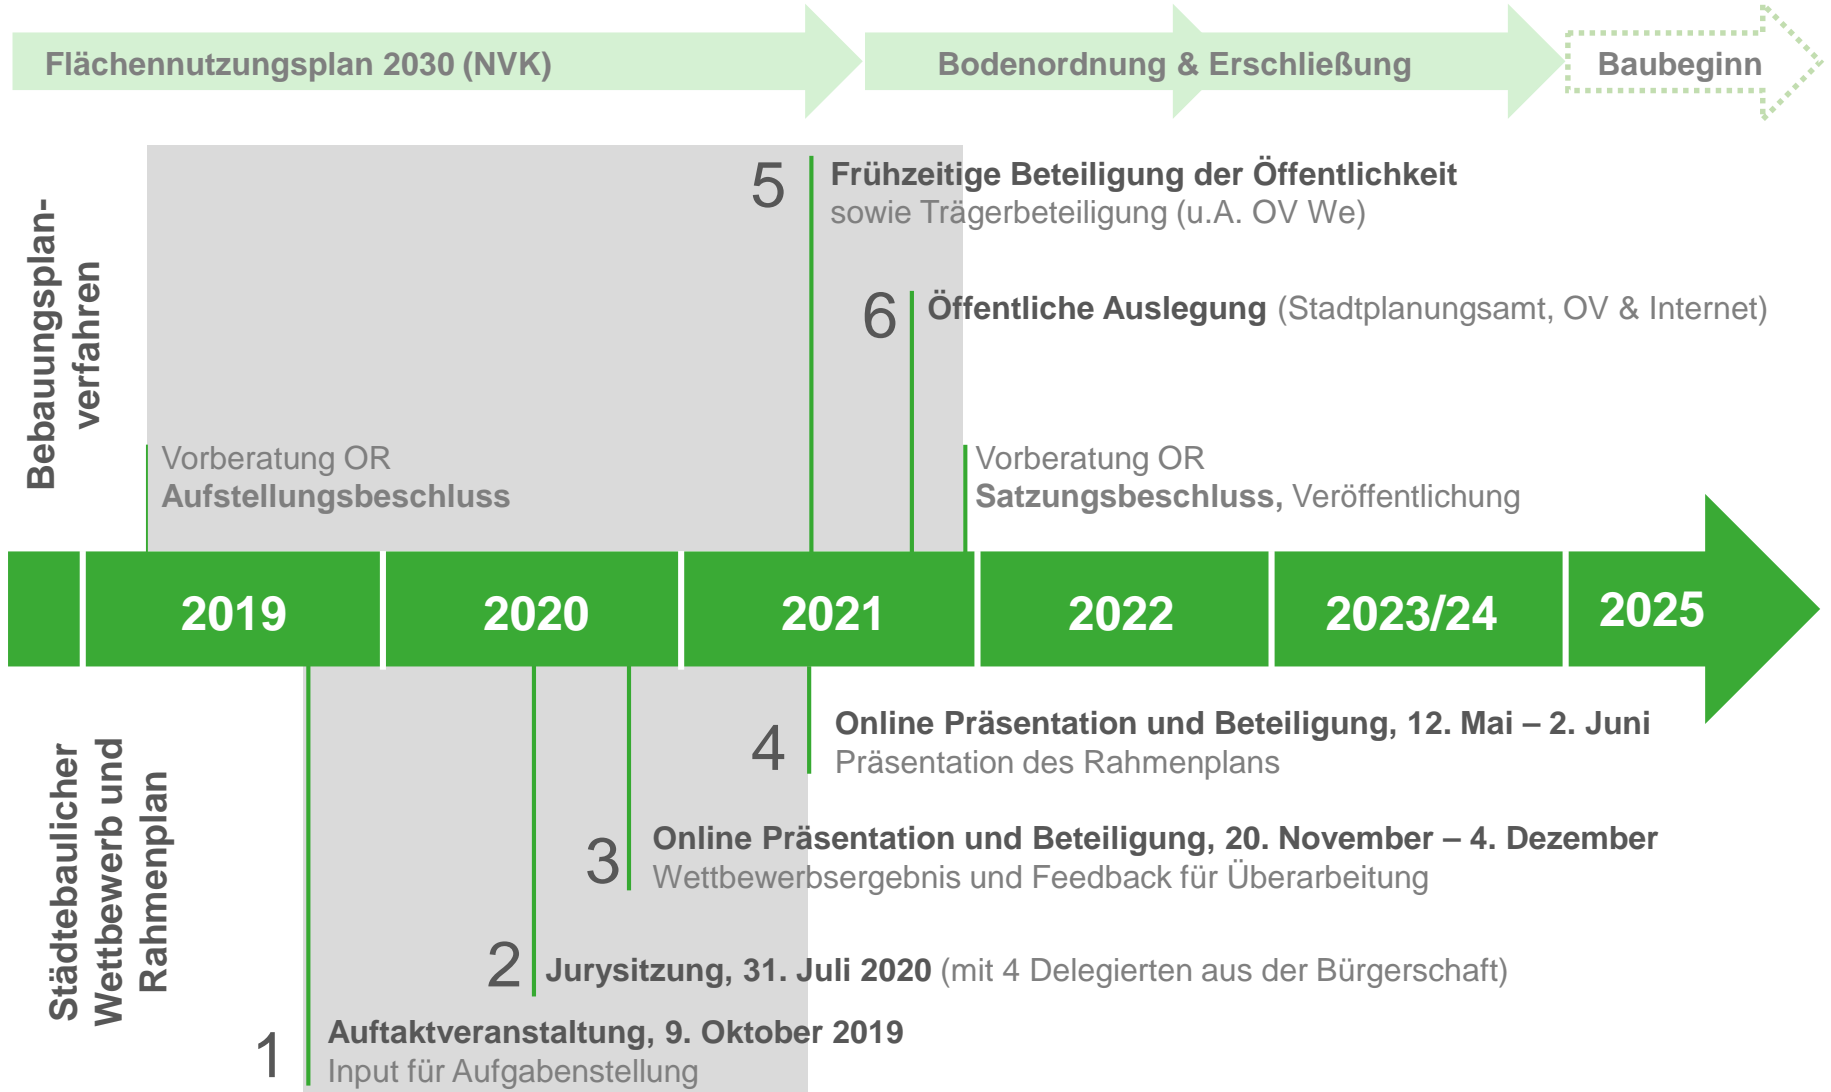 Flächennutzungsplan 2030 (NVK)
Bodenordnung & Erschließung
Baubeginn
Bebauungsplan-
verfahren
5
Frühzeitige Beteiligung der Öffentlichkeit
sowie Trägerbeteiligung (u.A. OV We)
6
Öffentliche Auslegung (Stadtplanungsamt, OV & Internet)
Vorberatung OR
Aufstellungsbeschluss
Vorberatung OR
Satzungsbeschluss, Veröffentlichung
2019
2020
2021
2022
2023/24
2025
Städtebaulicher
Wettbewerb und
Rahmenplan
4
Online Präsentation und Beteiligung, 12. Mai – 2. Juni
Präsentation des Rahmenplans
3
Online Präsentation und Beteiligung, 20. November – 4. Dezember
Wettbewerbsergebnis und Feedback für Überarbeitung
2
Jurysitzung, 31. Juli 2020 (mit 4 Delegierten aus der Bürgerschaft)
1
Auftaktveranstaltung, 9. Oktober 2019
Input für Aufgabenstellung